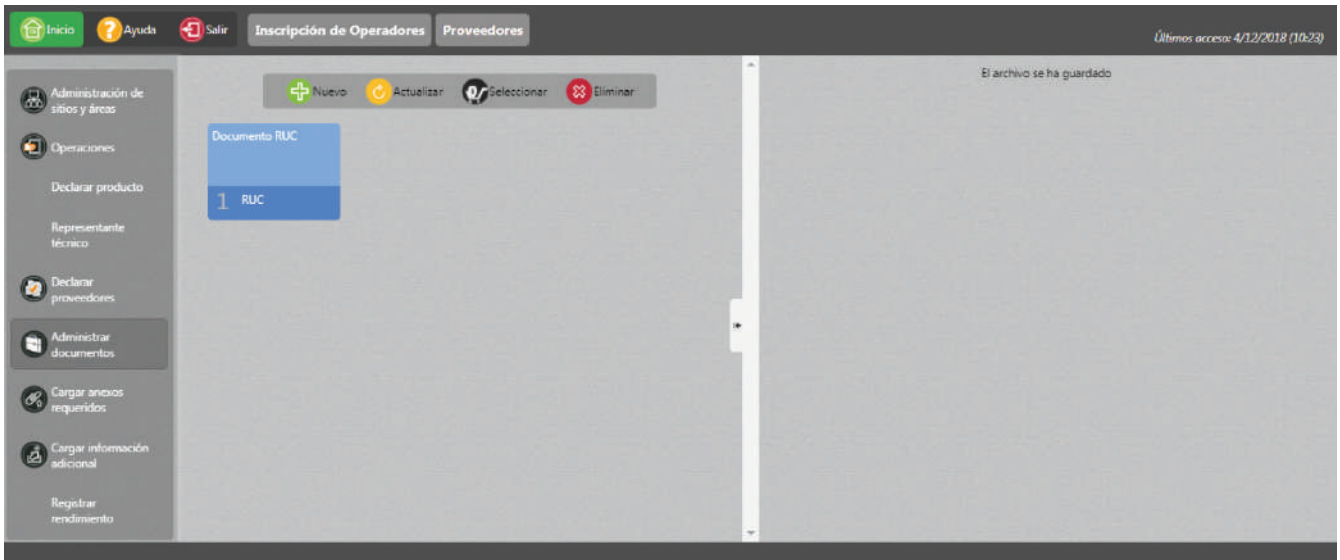 Inicio
Ayuda
Salir
Inscripción de Operadores
Proveedores
Últimos acceso: 4/12/2018 (10:23)
Administración de
sitios y áreas
Operaciones
Declarar producto
Representante
técnico
Declarar
proveedores
Administrar
documentos
Cargar anexos
requeridos
Cargar información
adicional
Registrar
rendimiento
Nuevo
Actualizar
Seleccionar
Eliminar
Documento RUC
1 RUC
El archivo se ha guardado